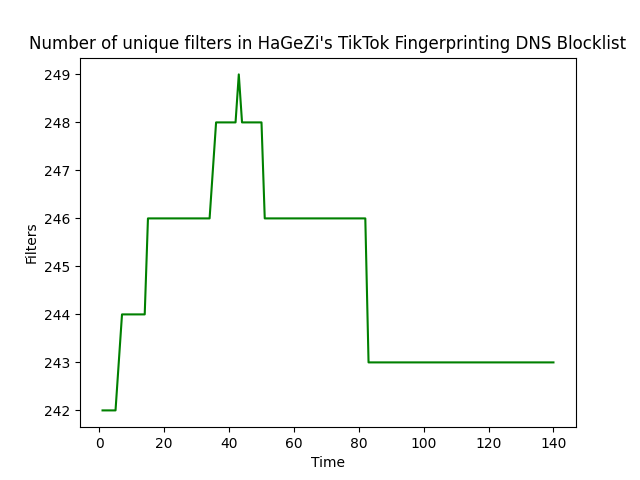 Number of unique filters in HaGeZi's TikTok Fingerprinting DNS Blocklist
249
248
247
246
245
244
243
242
Filters
0 20 40 60 80 100 120 140
Time